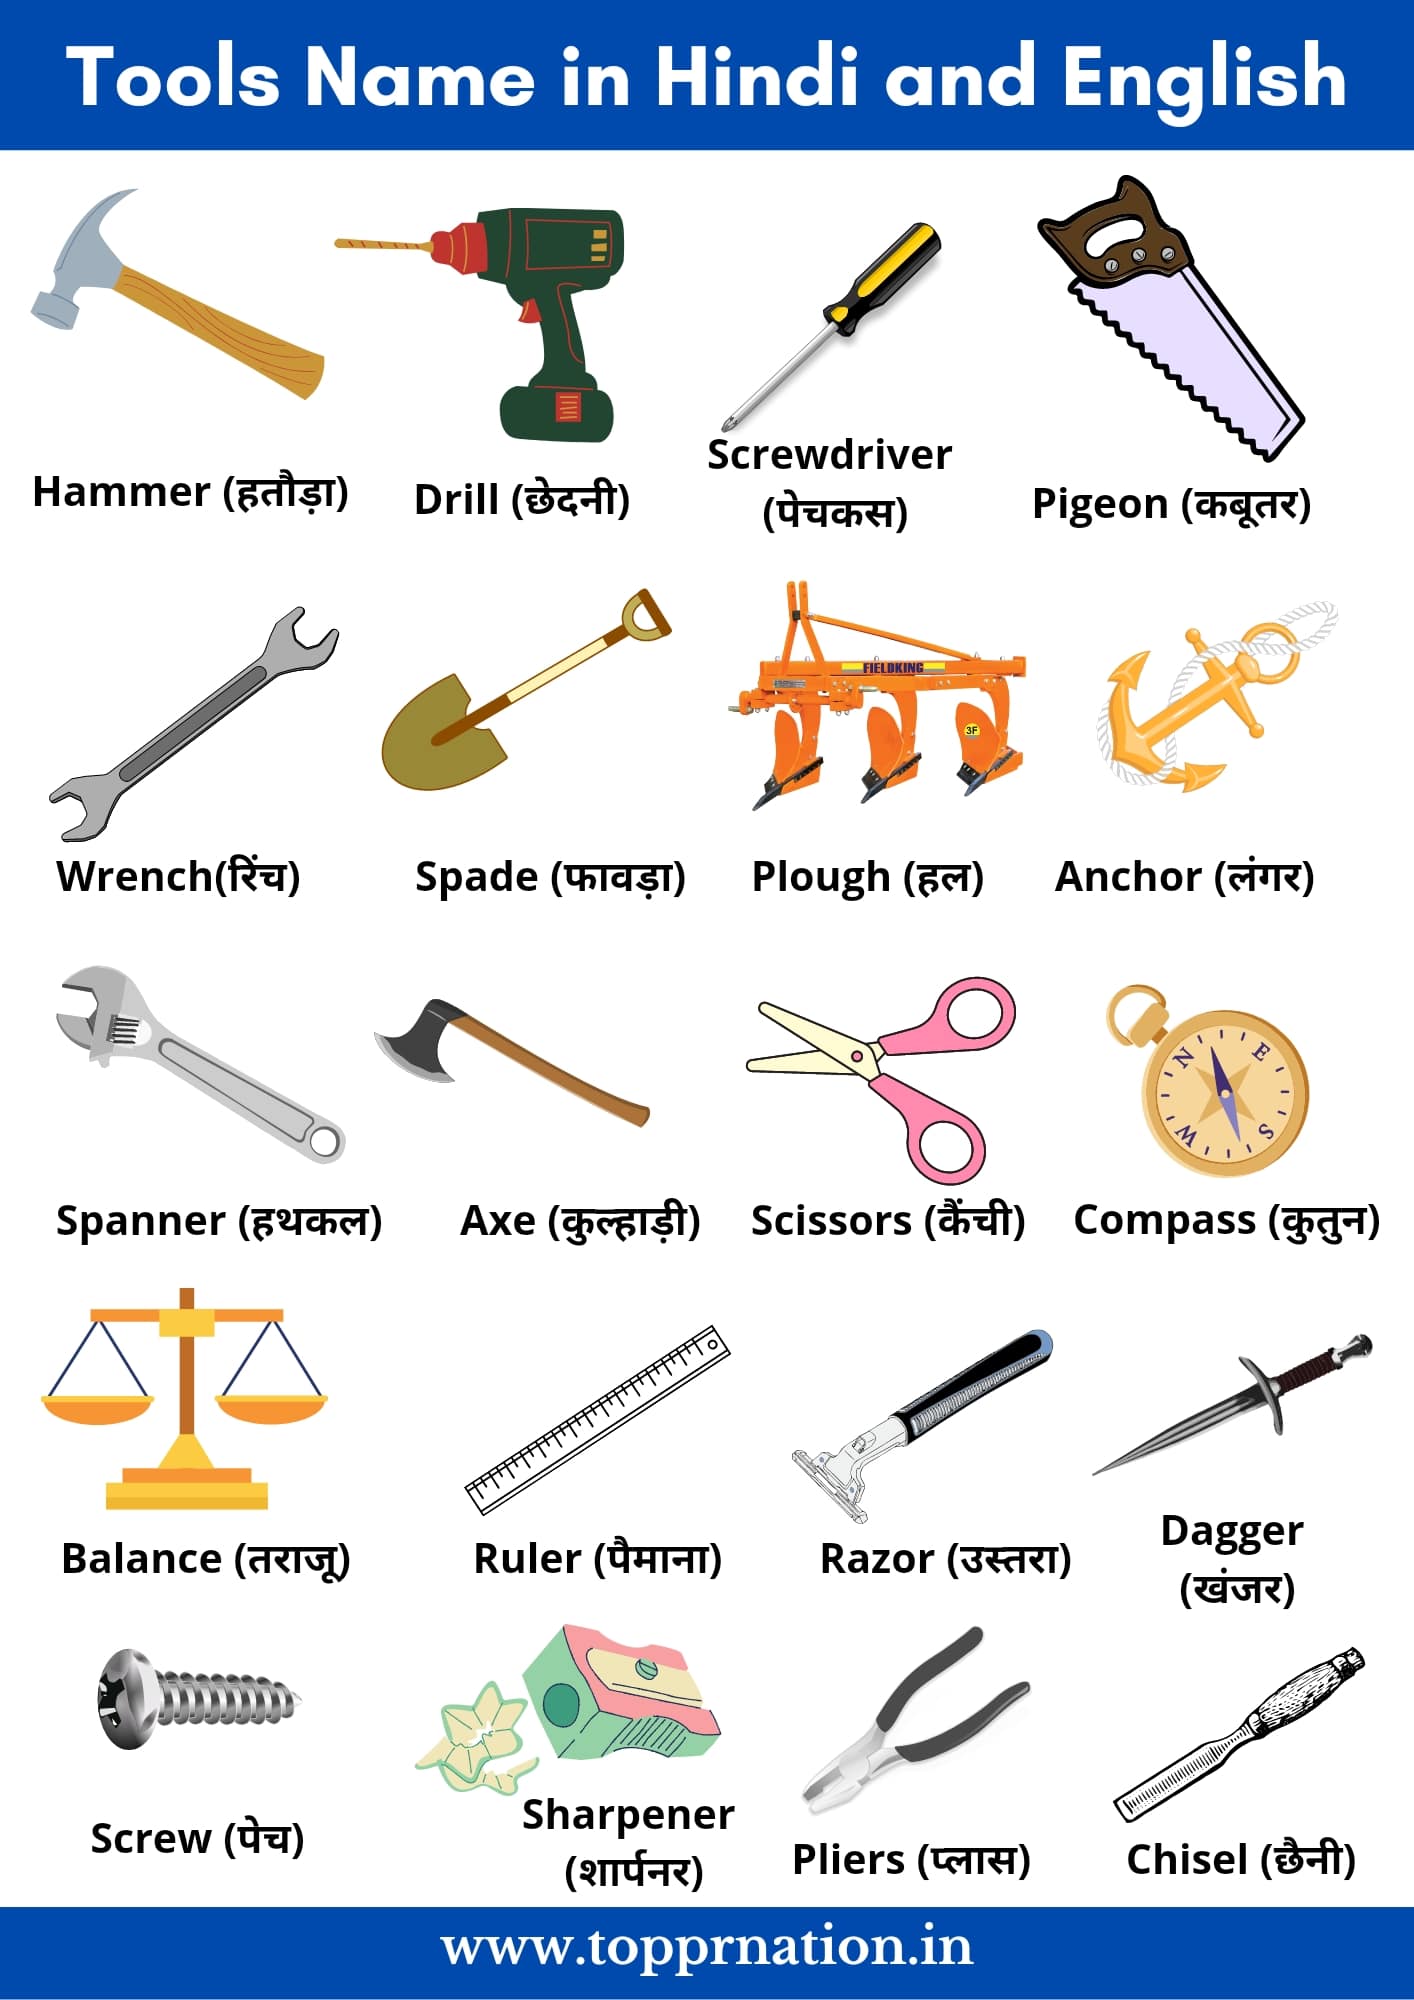 Tools Name in Hindi and English
Hammer (हतौड़ा)
Drill (छेदनी)
Screwdriver
(पेचकस)
Pigeon (कबूतर)
FIELDKING
3F
Wrench(रिंच)
Spade (फावड़ा)
Plough (हल)
Anchor (लंगर)
N
E
W
S
Spanner (हथकल)
Axe (कुल्हाड़ी)
Scissors (कैंची)
Compass (कुतुन)
Balance (तराजू)
Ruler (पैमाना)
Razor (उस्तरा)
Dagger
(खंजर)
Screw (पेच)
Sharpener
(शार्पनर)
Pliers (प्लास)
Chisel (छैनी)
www.topprnation.in